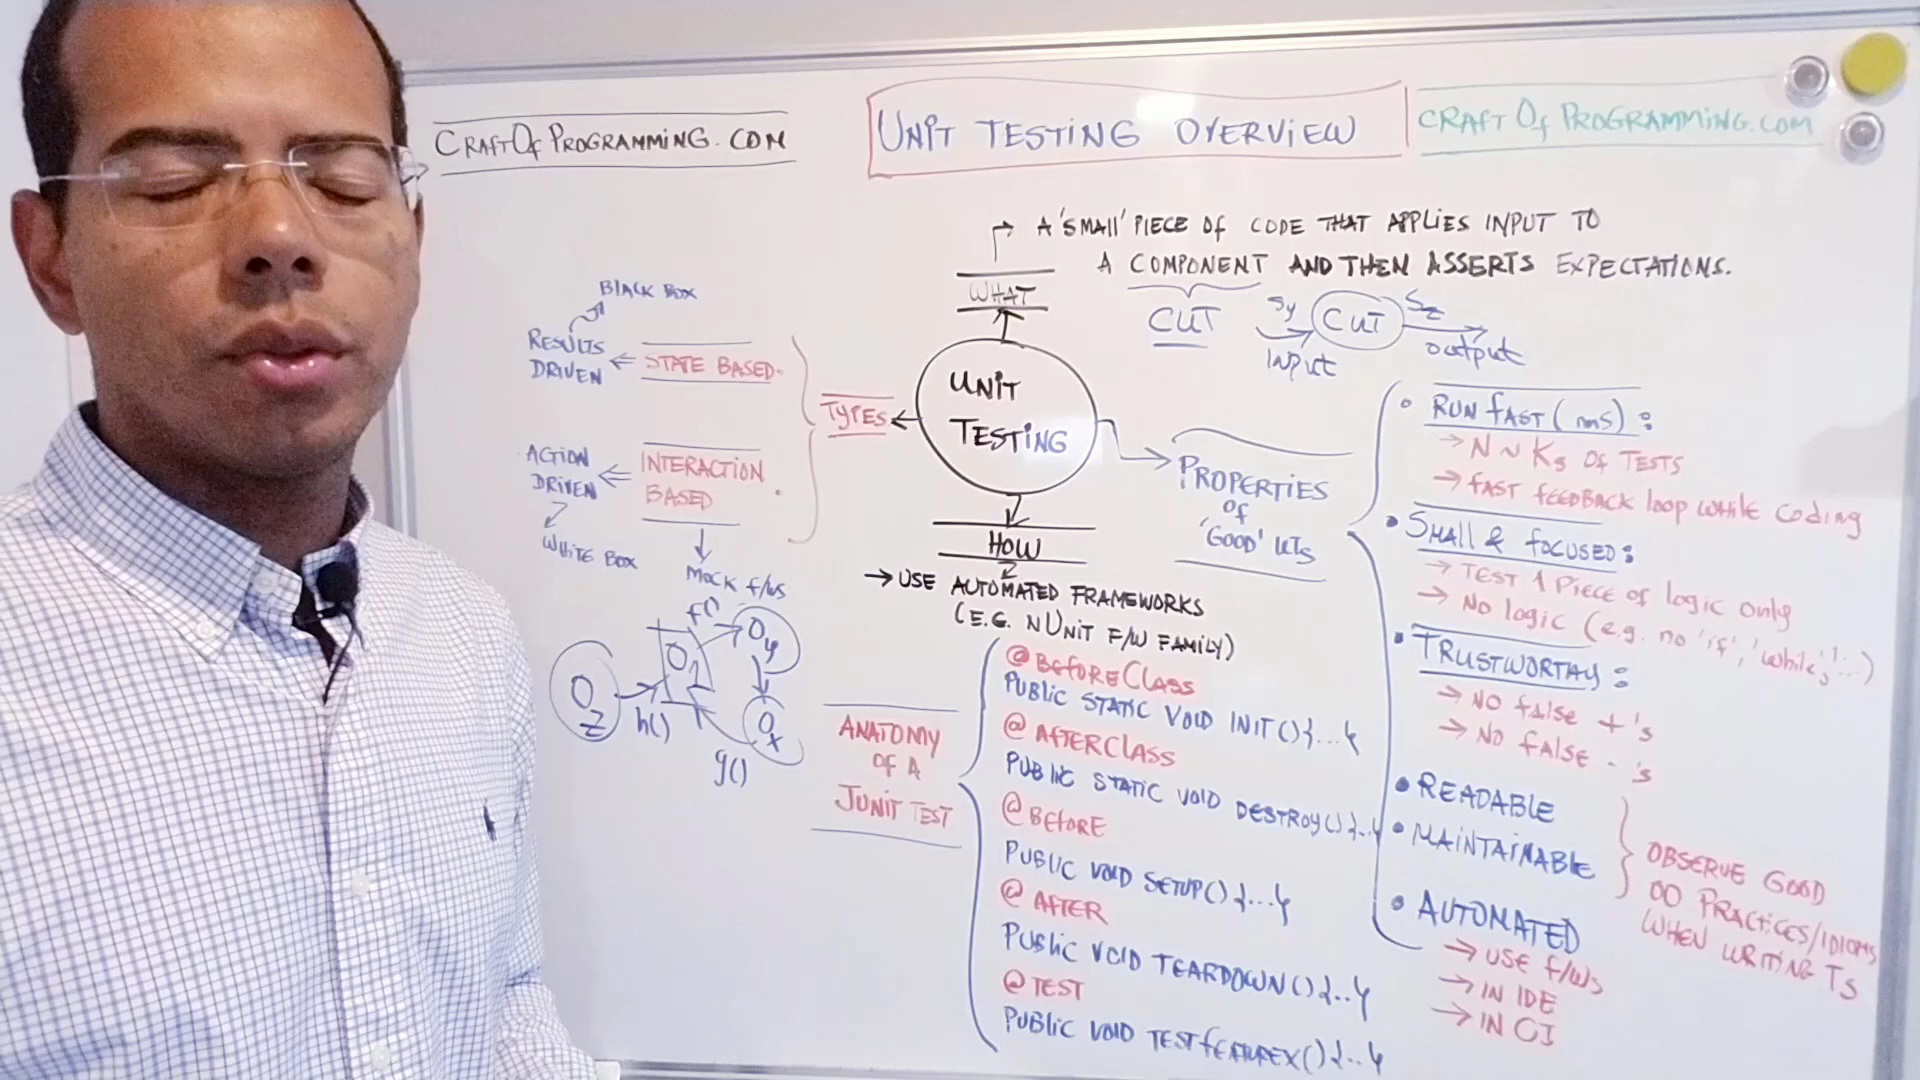 CRAFTOFPROGRAMMING.COM
UNIT TESTING OVERVIEW
CRAFTOFPROGRAMMING.COM
A 'SMALL' PIECE OF CODE THAT APPLIES INPUT TO
A COMPONENT AND THEN ASSERTS EXPECTATIONS.
WHAT
CUT
Sy
CUT
Sz
INPUT
OUTPUT
BLACK BOX
RESULTS
DRIVEN
STATE BASED
ACTION
DRIVEN
INTERACTION
BASED
WHITE BOX
MOCK F/WS
TYPES
UNIT
TESTING
HOW
→ USE AUTOMATED FRAMEWORKS
(E.G. NUNIT F/W FAMILY)
f()
Oy
O1
Oz
h()
Ox
g()
ANATOMY
OF A
JUNIT TEST
@BEFORECLASS
PUBLIC STATIC VOID INIT(){...}
@AFTERCLASS
PUBLIC STATIC VOID DESTROY(){..}
@BEFORE
PUBLIC VOID SETUP(){...}
@AFTER
PUBLIC VOID TEARDOWN(){..}
@TEST
PUBLIC VOID TESTFEATUREX(){..}
PROPERTIES
OF
'GOOD' UTS
• RUN FAST (ms):
→ N ~ Ks OF TESTS
→ FAST FEEDBACK LOOP WHILE CODING
• SMALL & FOCUSED:
→ TEST 1 PIECE OF LOGIC ONLY
→ NO LOGIC (e.g. no 'if', 'while', ...)
• TRUSTWORTHY:
→ NO FALSE +'s
→ NO FALSE -'s
• READABLE
• MAINTAINABLE
OBSERVE GOOD
OO PRACTICES/IDIOMS
WHEN WRITING TS
• AUTOMATED
→ USE F/WS
→ IN IDE
→ IN CI